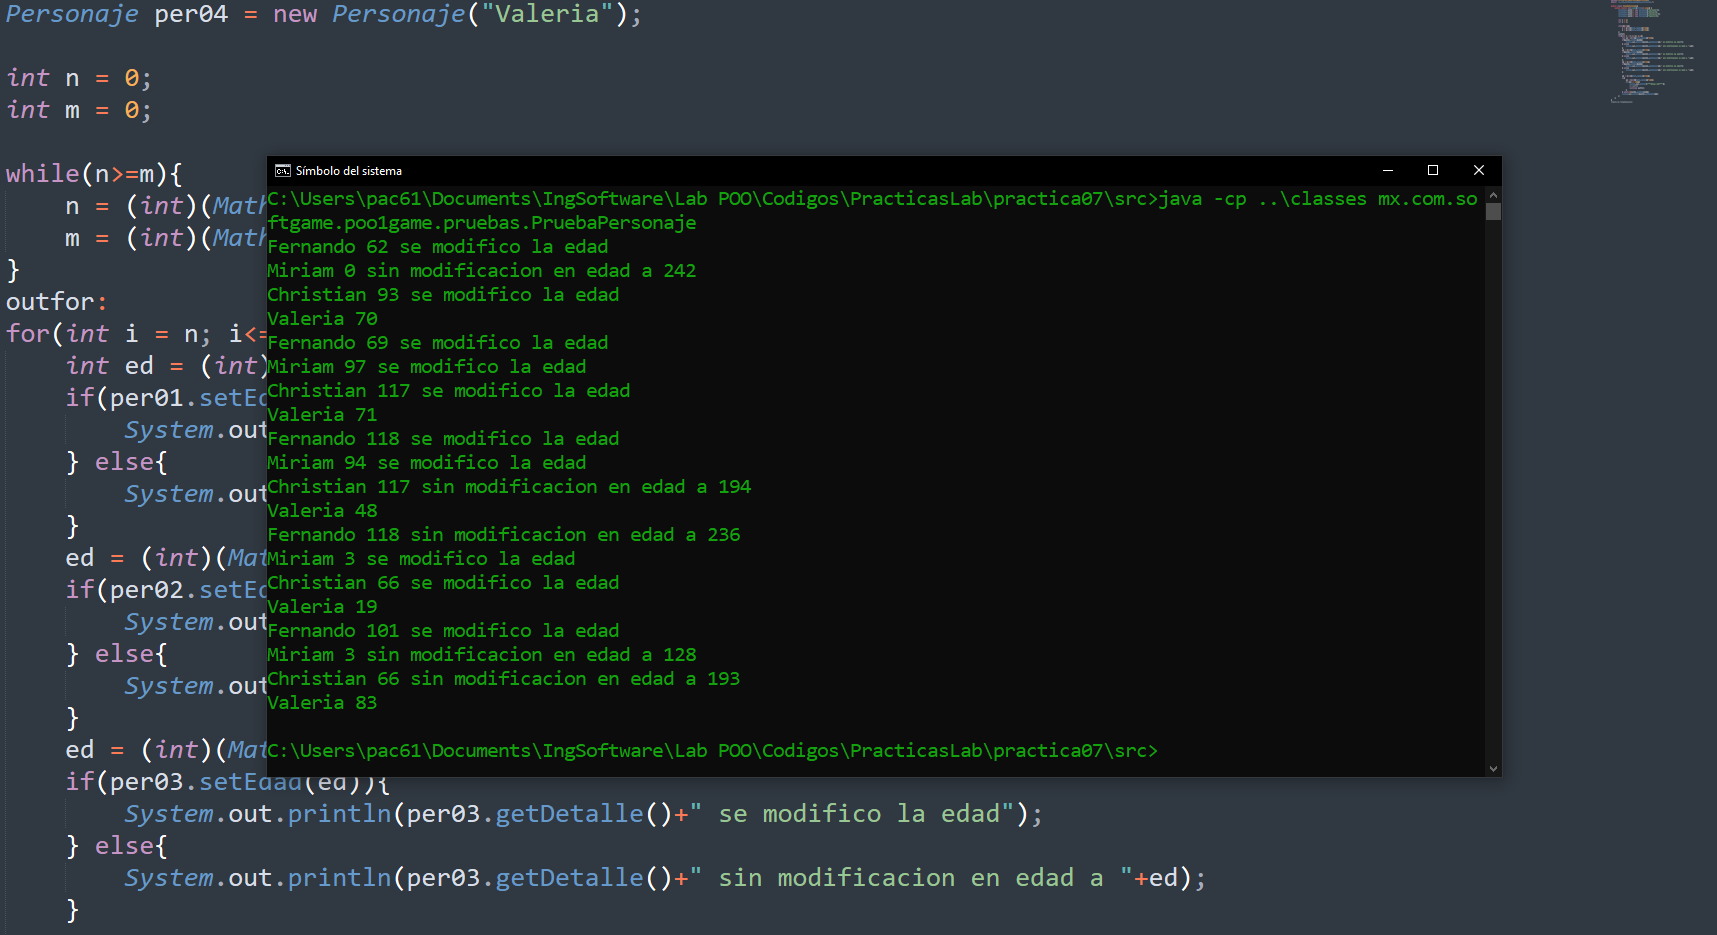 Personaje per04 = new Personaje("Valeria");
int n = 0;
int m = 0;
while(n>=m){
n = (int)(Math
m = (int)(Math
}
outfor:
for(int i = n; i<=
int ed = (int)
if(per01.setEd
System.out
} else{
System.out
}
ed = (int)(Mat
if(per02.setEd
System.out
} else{
System.out
}
ed = (int)(Mat
if(per03.setEdad(ed)){
System.out.println(per03.getDetalle()+" se modifico la edad");
} else{
System.out.println(per03.getDetalle()+" sin modificacion en edad a "+ed);
}
Símbolo del sistema
C:\Users\pac61\Documents\IngSoftware\Lab POO\Codigos\PracticasLab\practica07\src>java -cp ..\classes mx.com.so
ftgame.poo1game.pruebas.PruebaPersonaje
Fernando 62 se modifico la edad
Miriam 0 sin modificacion en edad a 242
Christian 93 se modifico la edad
Valeria 70
Fernando 69 se modifico la edad
Miriam 97 se modifico la edad
Christian 117 se modifico la edad
Valeria 71
Fernando 118 se modifico la edad
Miriam 94 se modifico la edad
Christian 117 sin modificacion en edad a 194
Valeria 48
Fernando 118 sin modificacion en edad a 236
Miriam 3 se modifico la edad
Christian 66 se modifico la edad
Valeria 19
Fernando 101 se modifico la edad
Miriam 3 sin modificacion en edad a 128
Christian 66 sin modificacion en edad a 193
Valeria 83
C:\Users\pac61\Documents\IngSoftware\Lab POO\Codigos\PracticasLab\practica07\src>